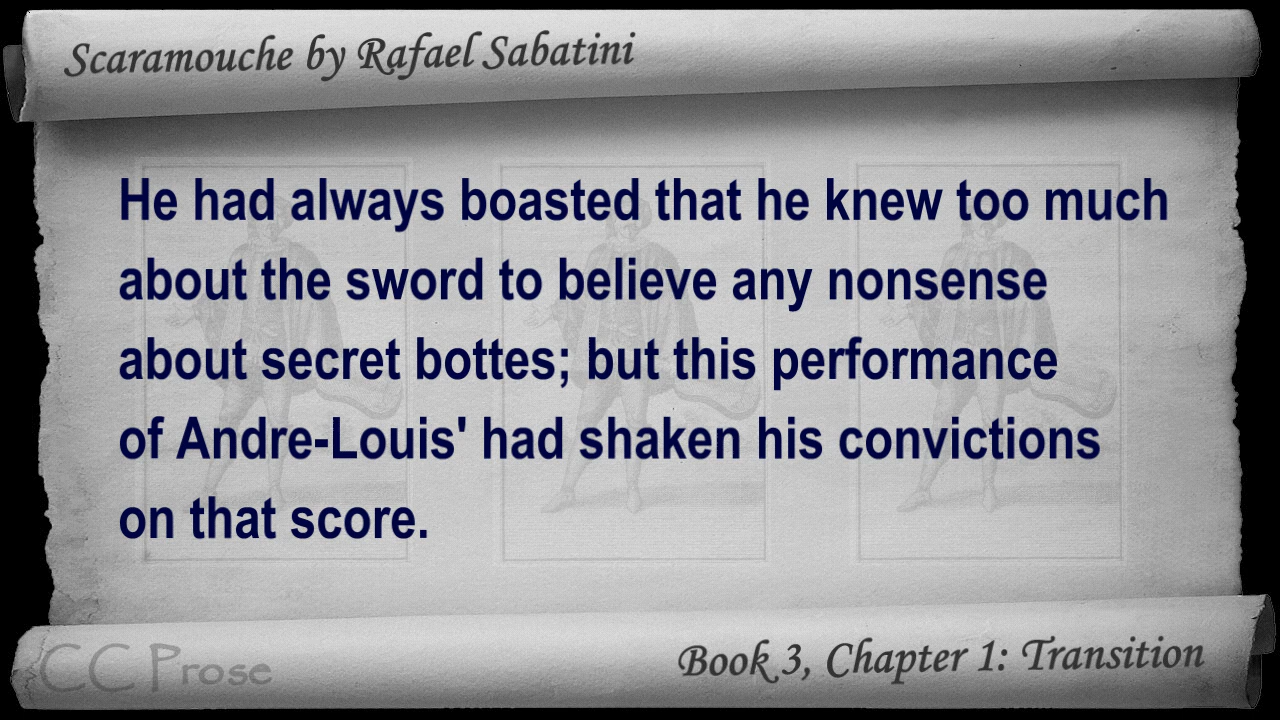 Scaramouche by Rafael Sabatini
He had always boasted that he knew too much
about the sword to believe any nonsense
about secret bottes; but this performance
of Andre-Louis' had shaken his convictions
on that score.
CC Prose
Book 3, Chapter 1: Transition